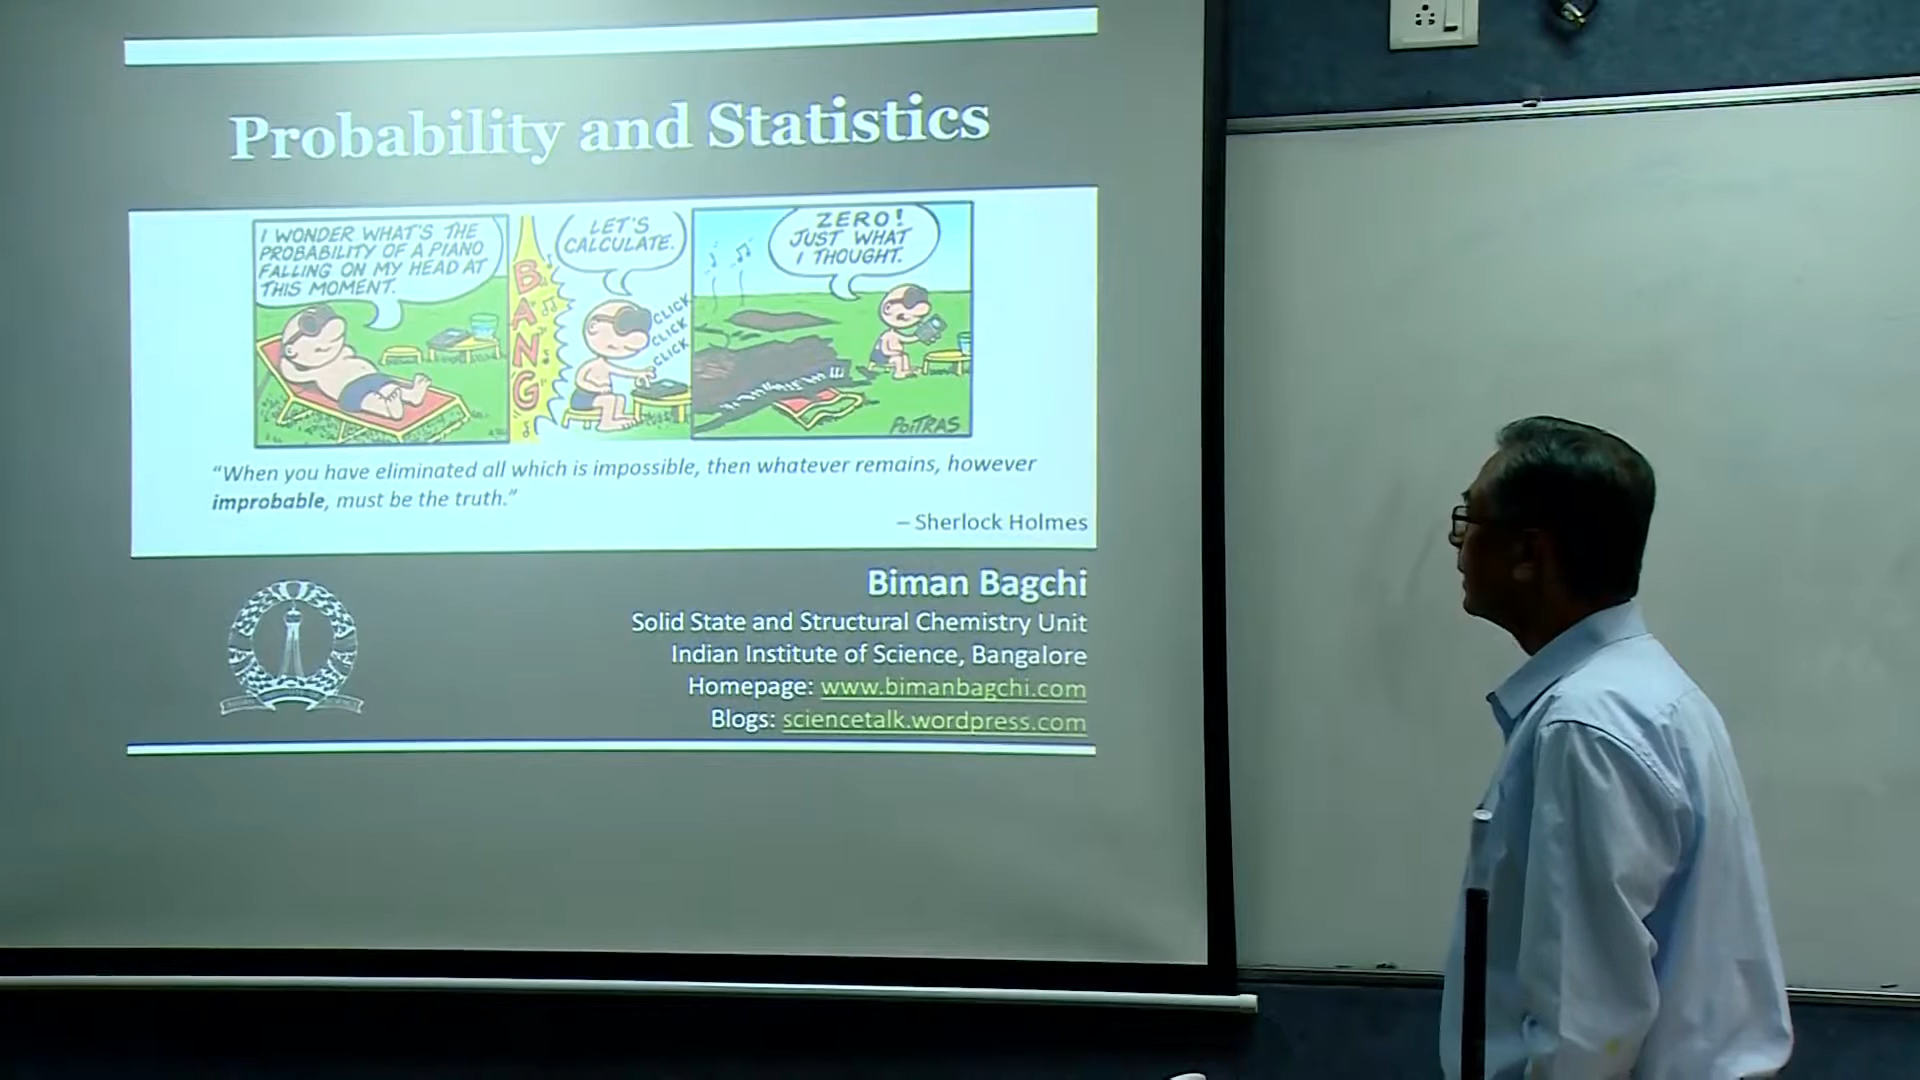 Probability and Statistics
I WONDER WHAT'S THE
PROBABILITY OF A PIANO
FALLING ON MY HEAD AT
THIS MOMENT.
BANG
LET'S
CALCULATE.
CLICK
CLICK
CLICK
ZERO!
JUST WHAT
I THOUGHT.
POITRAS
“When you have eliminated all which is impossible, then whatever remains, however
improbable, must be the truth.”
– Sherlock Holmes
Biman Bagchi
Solid State and Structural Chemistry Unit
Indian Institute of Science, Bangalore
Homepage: www.bimanbagchi.com
Blogs: sciencetalk.wordpress.com